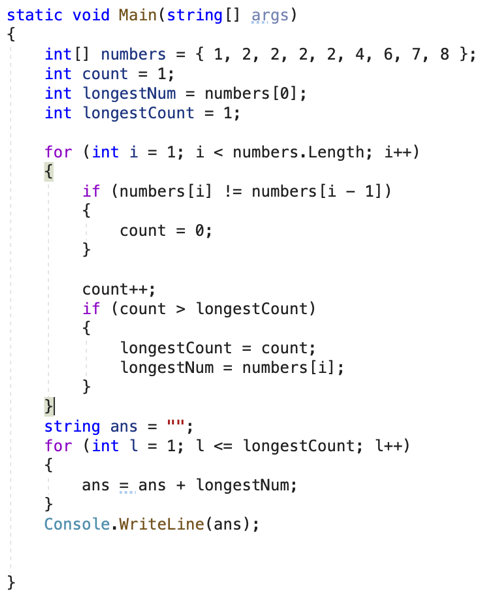 static void Main(string[] args)
{
int[] numbers = { 1, 2, 2, 2, 2, 4, 6, 7, 8 };
int count = 1;
int longestNum = numbers[0];
int longestCount = 1;
for (int i = 1; i < numbers.Length; i++)
{
if (numbers[i] != numbers[i - 1])
{
count = 0;
}
count++;
if (count > longestCount)
{
longestCount = count;
longestNum = numbers[i];
}
}
string ans = "";
for (int l = 1; l <= longestCount; l++)
{
ans = ans + longestNum;
}
Console.WriteLine(ans);
}